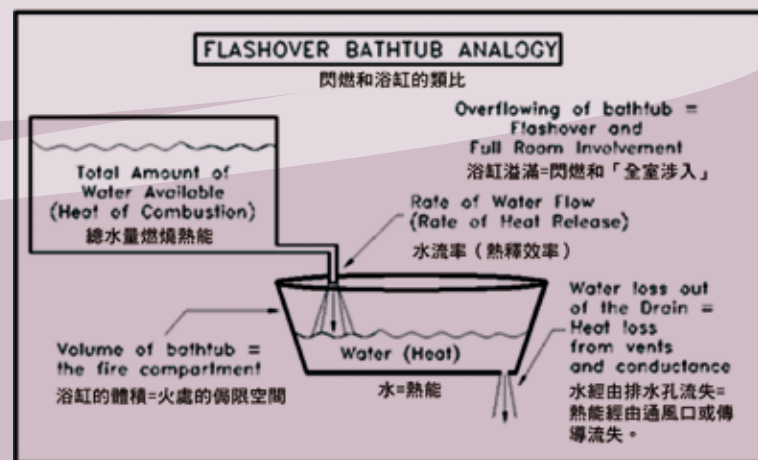 FLASHOVER BATHTUB ANALOGY
閃燃和浴缸的類比
Overflowing of bathtub =
Flashover and
Full Room Involvement
浴缸溢滿=閃燃和「全室涉入」
Total Amount of
Water Available
(Heat of Combustion)
總水量燃燒熱能
Rate of Water Flow
(Rate of Heat Release)
水流率（熱釋效率）
Water loss out
of the Drain =
Heat loss
from vents
and conductance
水經由排水孔流失=
熱能經由通風口或傳
導流失。
Volume of bathtub =
the fire compartment
浴缸的體積=火處的侷限空間
Water (Heat)
水=熱能